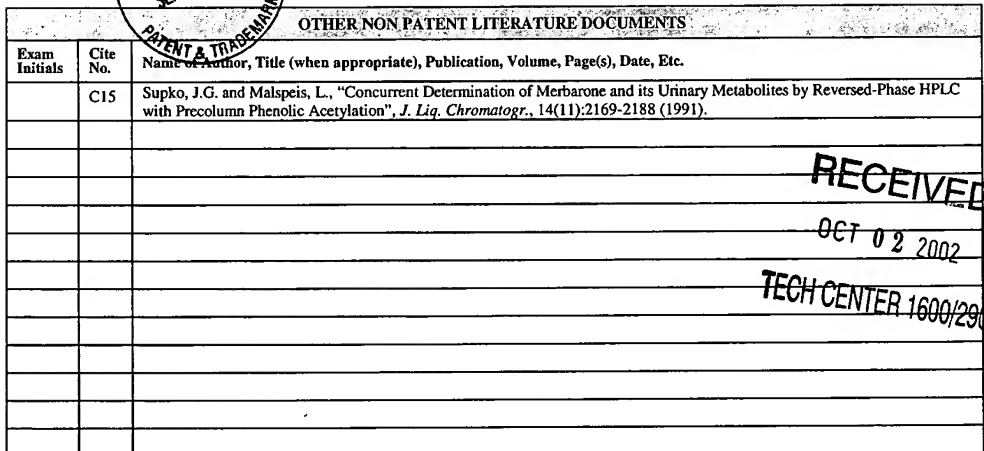 OTHER NON PATENT LITERATURE DOCUMENTS
PATENT & TRADEMARK
Exam Initials
Cite No.
Name of Author, Title (when appropriate), Publication, Volume, Page(s), Date, Etc.
C15
Supko, J.G. and Malspeis, L., “Concurrent Determination of Merbarone and its Urinary Metabolites by Reversed-Phase HPLC
with Precolumn Phenolic Acetylation”, J. Liq. Chromatogr., 14(11):2169-2188 (1991).
RECEIVED
OCT 02 2002
TECH CENTER 1600/29